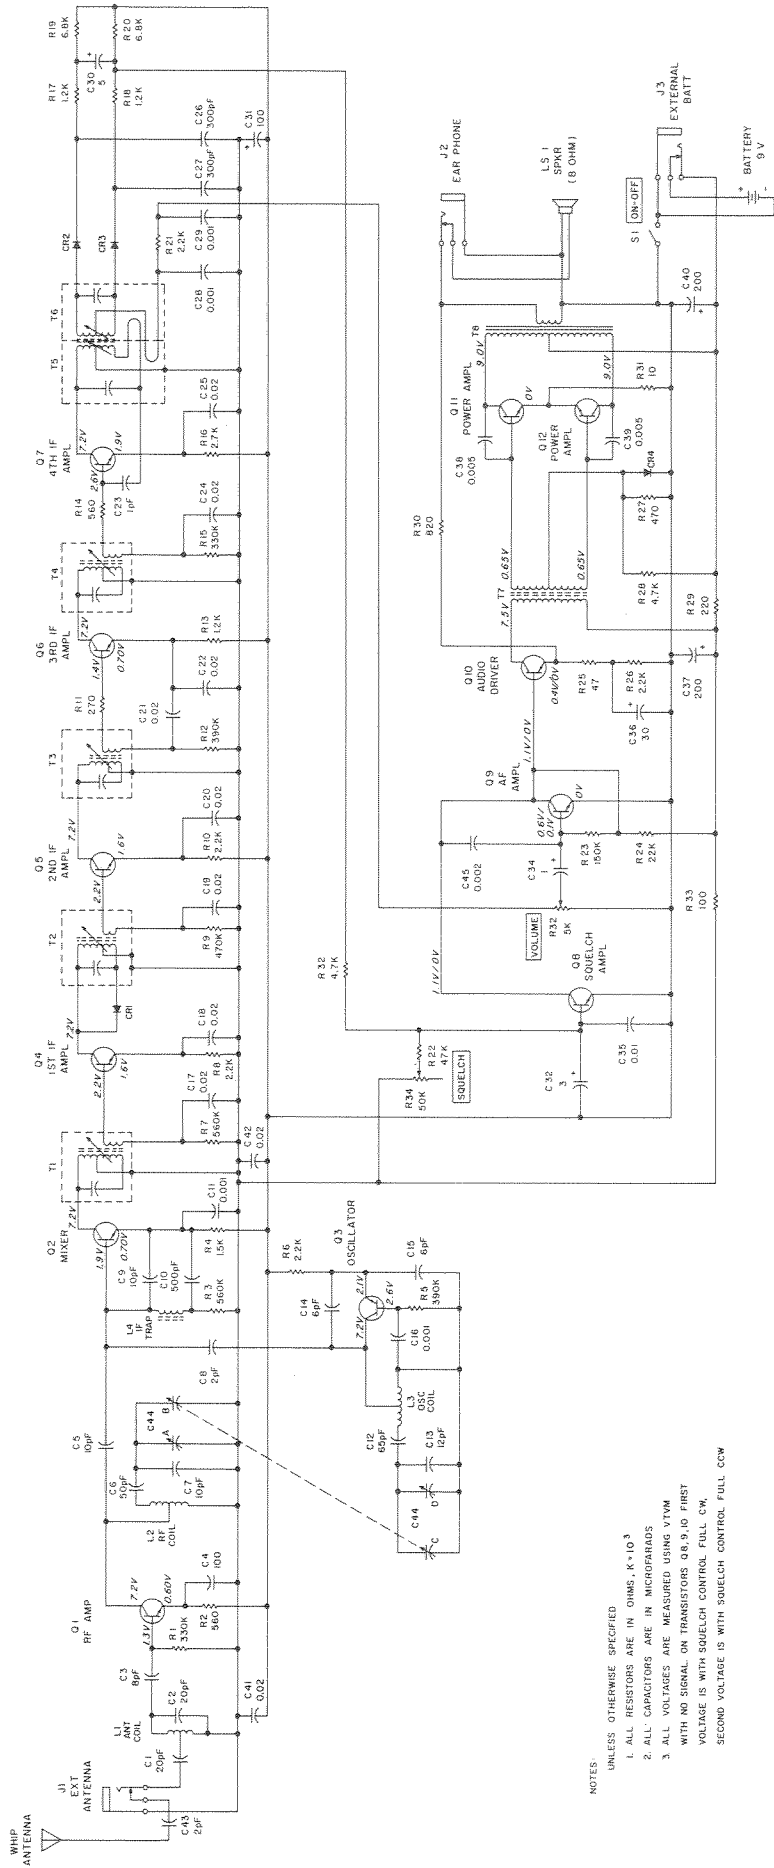 WHIP
ANTENNA
J1
EXT
ANTENNA
C43
2pF
C1
20pF
L1
ANT
COIL
C2
20pF
C3
8pF
C41
0.02
Q1
RF AMP
1.3V
7.2V
0.60V
R1
330K
R2
560
C4
100
L2
RF
COIL
C6
50pF
C7
10pF
C44
A
B
C5
10pF
C8
2pF
L4
IF
TRAP
C9
10pF
C10
500pF
R3
560K
Q2
MIXER
1.9V
7.2V
0.70V
R4
1.5K
C11
0.001
C42
0.02
T1
R7
560K
C17
0.02
Q4
1ST IF
AMPL
2.2V
7.2V
1.6V
R8
2.2K
C18
0.02
CR1
T2
R9
470K
C19
0.02
Q5
2ND IF
AMPL
2.2V
7.2V
1.6V
R10
2.2K
C20
0.02
T3
R11
270
R12
390K
C21
0.02
C22
0.02
Q6
3RD IF
AMPL
1.4V
7.2V
0.70V
R13
1.2K
T4
R14
560
R15
330K
C24
0.02
C23
1pF
Q7
4TH IF
AMPL
2.6V
7.2V
1.9V
R16
2.7K
C25
0.02
T5
T6
CR2
CR3
C28
0.001
R21
2.2K
C29
0.001
C27
300pF
C26
300pF
C31
100
+
R17
1.2K
R18
1.2K
C30
5
+
R19
6.8K
R20
6.8K
R6
2.2K
Q3
OSCILLATOR
C14
6pF
7.2V
2.1V
2.6V
C15
6pF
R5
390K
C16
0.001
L3
OSC
COIL
C12
65pF
C13
12pF
C44
C
D
R32
4.7K
R34
50K
R22
47K
SQUELCH
C32
3
+
C35
0.01
Q8
SQUELCH
AMPL
1.1V/0V
VOLUME
R32
5K
C34
1
+
C45
0.002
Q9
AF
AMPL
0.6V/
0.1V
0V
R23
150K
R24
22K
R33
100
1.1V/0V
Q10
AUDIO
DRIVER
0.4V/0V
R25
47
R26
2.2K
C36
30
+
C37
200
+
R29
220
R30
820
T7
7.5V
0.65V
0.65V
R28
4.7K
R27
470
CR4
C38
0.005
C39
0.005
Q11
POWER AMPL
Q12
POWER
AMPL
9.0V
0V
9.0V
R31
10
T8
C40
200
+
J2
EAR PHONE
LS 1
SPKR
(8 OHM)
S1
ON-OFF
J3
EXTERNAL
BATT
BATTERY
9 V
+
-
NOTES:
UNLESS OTHERWISE SPECIFIED
1. ALL RESISTORS ARE IN OHMS, K = 10³
2. ALL CAPACITORS ARE IN MICROFARADS
3. ALL VOLTAGES ARE MEASURED USING VTVM
WITH NO SIGNAL ON TRANSISTORS Q8, 9, 10 FIRST
VOLTAGE IS WITH SQUELCH CONTROL FULL CW,
SECOND VOLTAGE IS WITH SQUELCH CONTROL FULL CCW